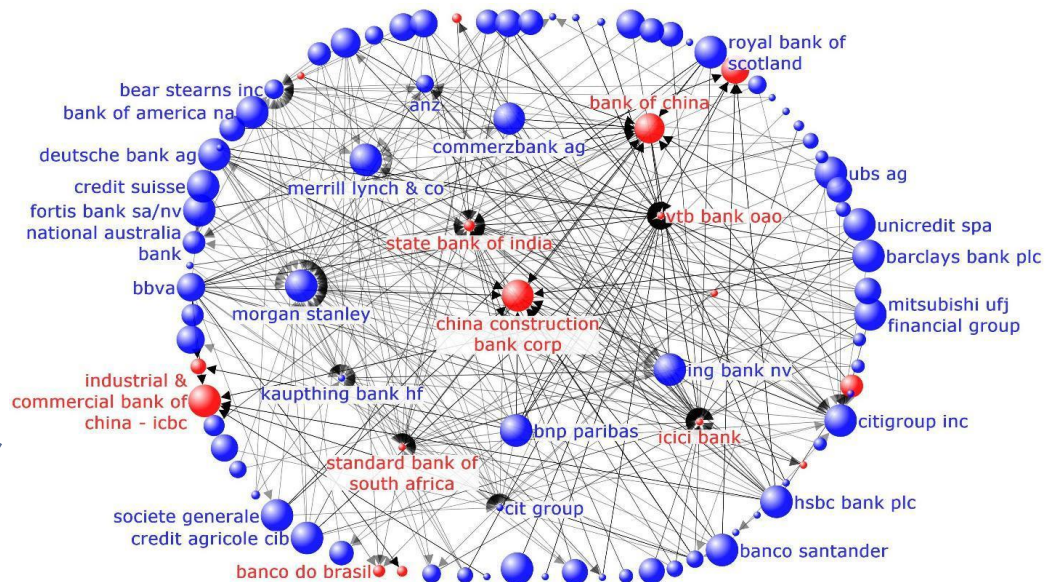 royal bank of
scotland
bear stearns inc
bank of america na
anz
bank of china
commerzbank ag
deutsche bank ag
merrill lynch & co
credit suisse
ubs ag
fortis bank sa/nv
vtb bank oao
national australia
bank
state bank of india
unicredit spa
barclays bank plc
bbva
morgan stanley
china construction
bank corp
mitsubishi ufj
financial group
industrial &
commercial bank of
china - icbc
kaupthing bank hf
ing bank nv
citigroup inc
bnp paribas
icici bank
standard bank of
south africa
societe generale
credit agricole cib
cit group
hsbc bank plc
banco santander
banco do brasil